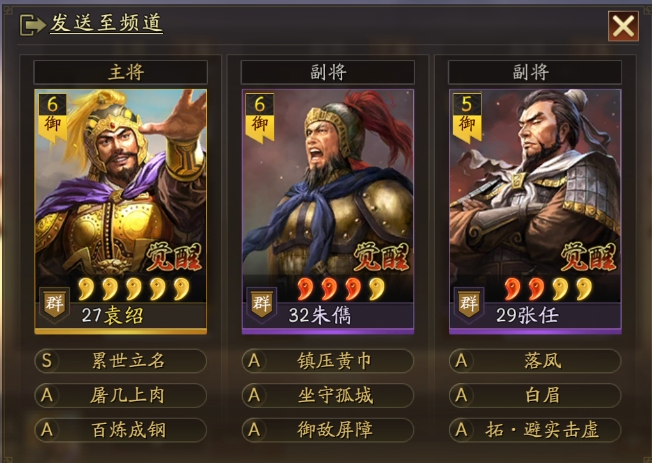 发送至频道
主将
副将
副将
6
御
6
御
5
御
觉醒
觉醒
觉醒
群
27袁绍
群
32朱儁
群
29张任
S 累世立名
A 镇压黄巾
A 落凤
A 屠几上肉
A 坐守孤城
A 白眉
A 百炼成钢
A 御敌屏障
A 拓·避实击虚